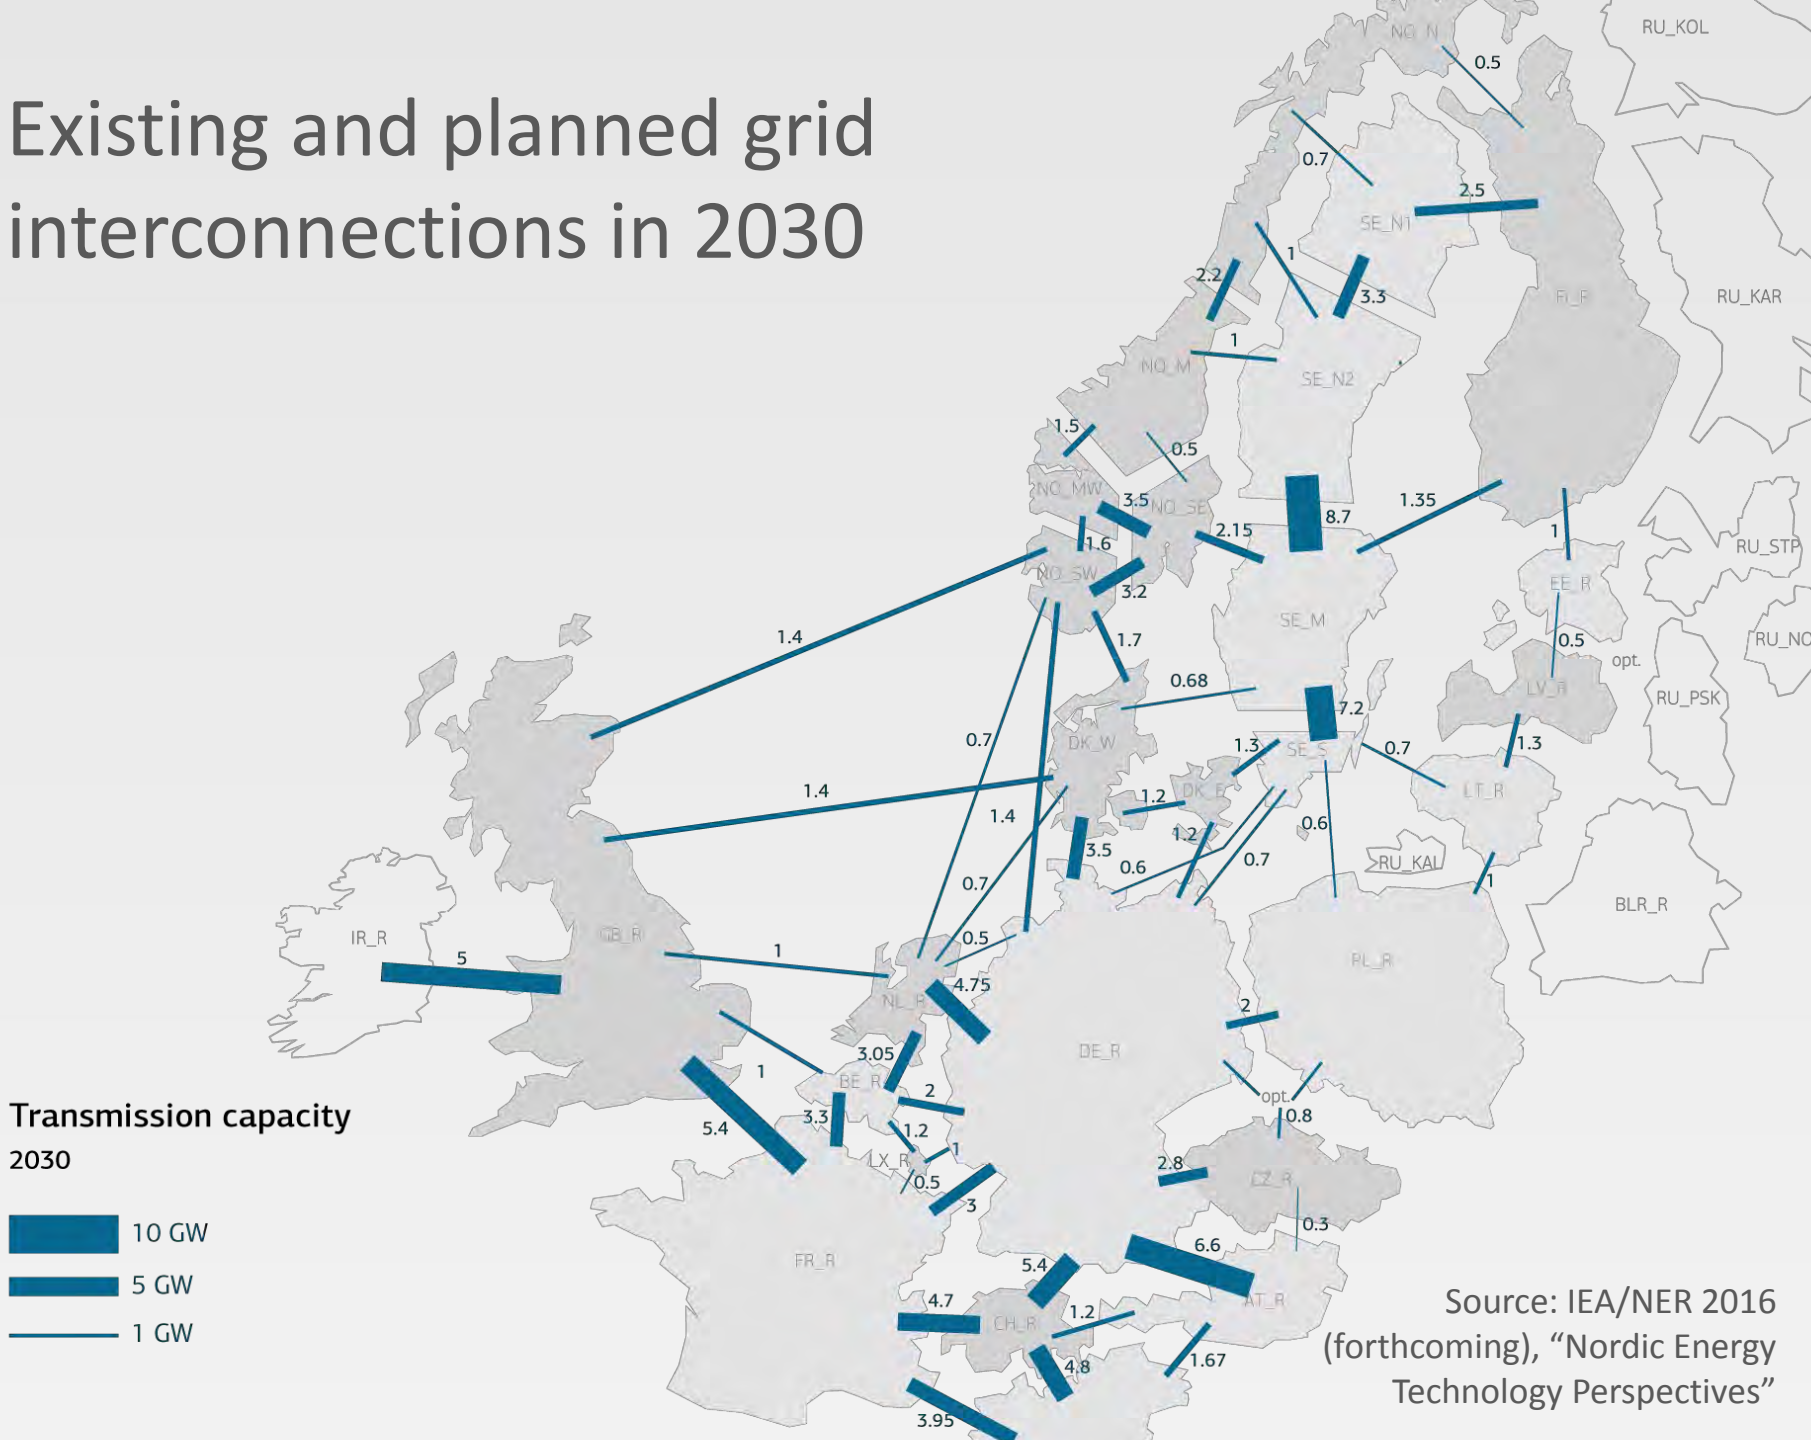 Existing and planned grid
interconnections in 2030
RU_KOL
NO_N
0.5
0.7
2.5
SE_N1
1
2.2
3.3
FI_R
RU_KAR
1
NO_M
SE_N2
1.5
0.5
NO_MW
3.5
NO_SE
1.35
8.7
2.15
1
1.6
RU_STP
NO_SW
EE_R
3.2
SE_M
1.4
1.7
0.5
RU_NO
opt.
0.68
LV_R
RU_PSK
7.2
0.7
DK_W
1.3
SE_S
0.7
1.3
1.4
1.2
DK_E
LT_R
1.4
0.6
1.2
3.5
0.6
0.7
RU_KAL
0.7
1
BLR_R
IR_R
GB_R
0.5
1
5
PL_R
4.75
NL_R
2
3.05
DE_R
1
BE_R
2
opt.
Transmission capacity
3.3
0.8
5.4
1.2
1
2030
LX_R
2.8
0.5
CZ_R
3
0.3
10 GW
6.6
FR_R
5.4
5 GW
4.7
1.2
AT_R
CH_R
1 GW
4.8
1.67
3.95
Source: IEA/NER 2016
(forthcoming), “Nordic Energy
Technology Perspectives”